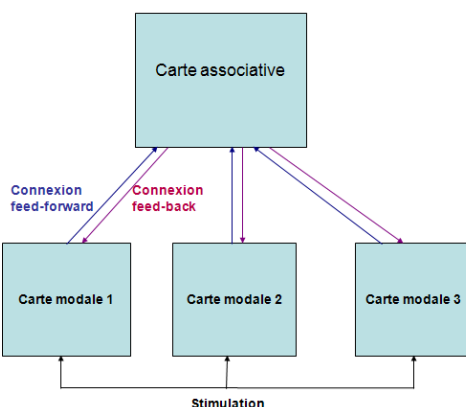 Carte associative
Connexion
feed-forward
Connexion
feed-back
Carte modale 1
Carte modale 2
Carte modale 3
Stimulation